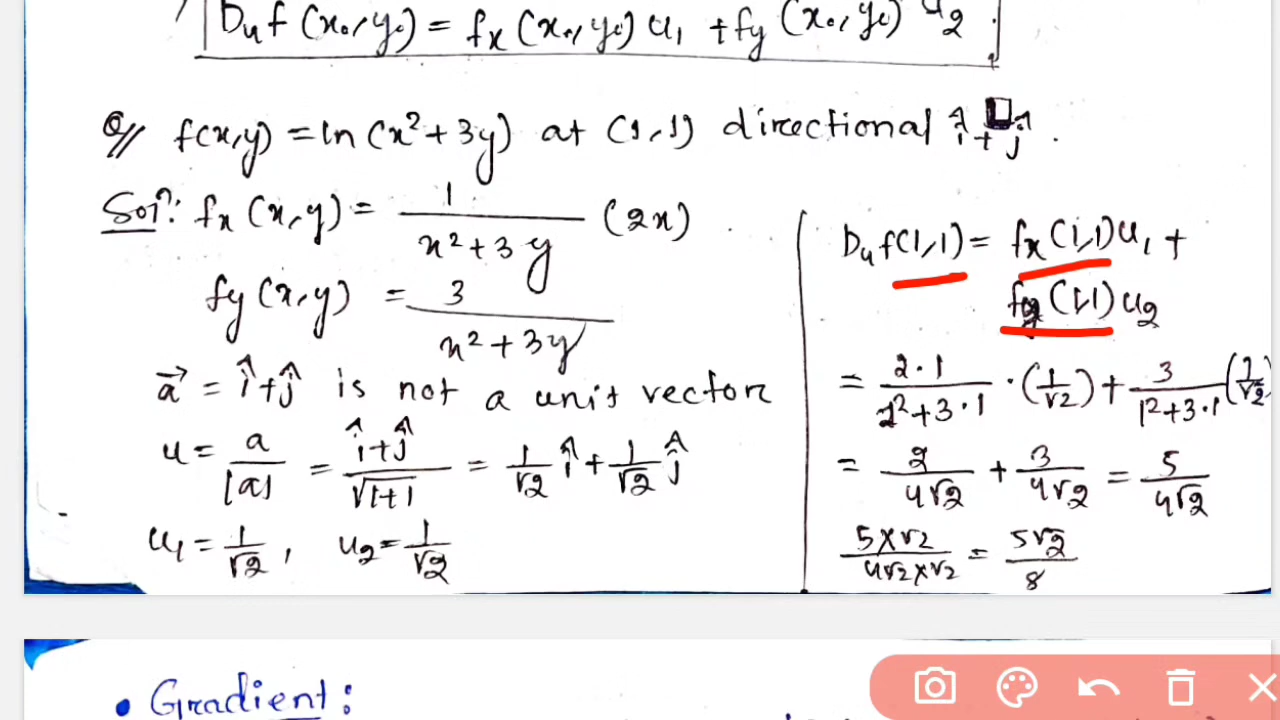 Duf (x₀, y₀) = fx (x₀, y₀) u₁ + fy (x₀, y₀) u₂
Q// f(x,y) = ln (x² + 3y) at (1,1) directional î + ĵ .
Solⁿ: fx (x,y) = 1 / (x² + 3y) (2x)
fy (x,y) = 3 / (x² + 3y)
a⃗ = î + ĵ is not a unit vector
u = a / |a| = (î + ĵ) / √(1+1) = 1/√2 î + 1/√2 ĵ
u₁ = 1/√2 , u₂ = 1/√2
Duf(1,1) = fx (1,1) u₁ +
fy (1,1) u₂
= 2·1 / (1² + 3·1) · (1/√2) + 3 / (1² + 3·1) (1/√2)
= 2 / 4√2 + 3 / 4√2 = 5 / 4√2
5×√2 / 4√2×√2 = 5√2 / 8
• Gradient :